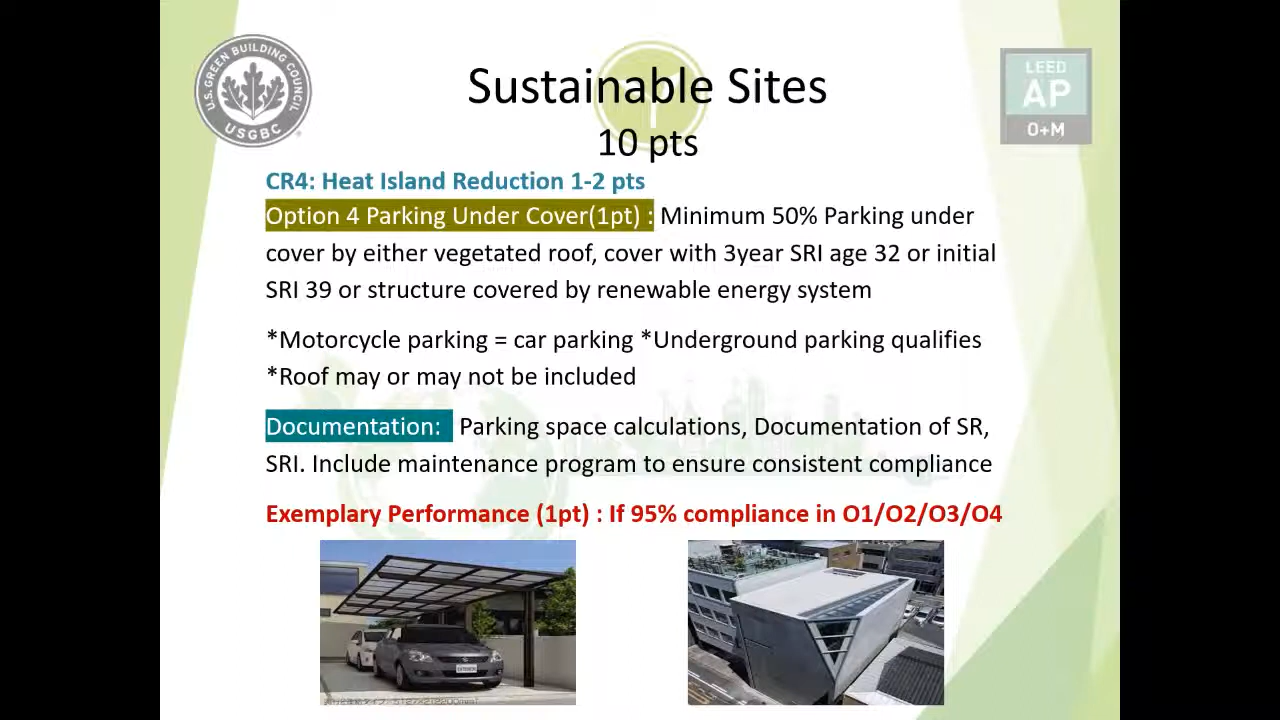 U.S. GREEN BUILDING COUNCIL
USGBC
LEED
AP
O+M
Sustainable Sites
10 pts
CR4: Heat Island Reduction 1-2 pts
Option 4 Parking Under Cover(1pt) : Minimum 50% Parking under
cover by either vegetated roof, cover with 3year SRI age 32 or initial
SRI 39 or structure covered by renewable energy system
*Motorcycle parking = car parking *Underground parking qualifies
*Roof may or may not be included
Documentation: Parking space calculations, Documentation of SR,
SRI. Include maintenance program to ensure consistent compliance
Exemplary Performance (1pt) : If 95% compliance in O1/O2/O3/O4